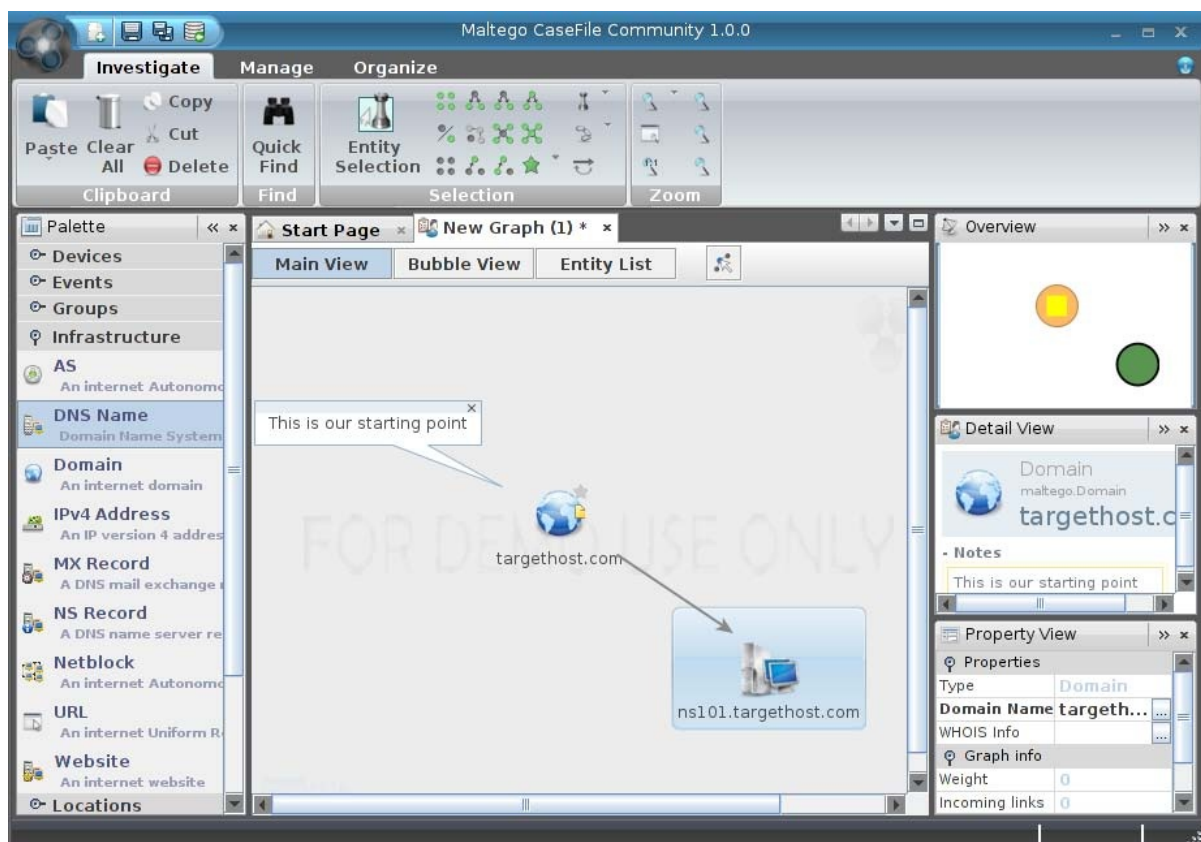 Maltego CaseFile Community 1.0.0
Investigate Manage Organize
Paste
Clear All
Copy
Cut
Delete
Clipboard
Quick Find
Find
Entity Selection
Selection
Zoom
Palette
Devices
Events
Groups
Infrastructure
AS
An internet Autonomo
DNS Name
Domain Name System
Domain
An internet domain
IPv4 Address
An IP version 4 addres
MX Record
A DNS mail exchange
NS Record
A DNS name server re
Netblock
An internet Autonomo
URL
An internet Uniform R
Website
An internet website
Locations
Start Page
New Graph (1) *
Main View Bubble View Entity List
This is our starting point
FOR DEMO USE ONLY
targethost.com
ns101.targethost.com
Overview
Detail View
Domain
maltego.Domain
targethost.c
- Notes
This is our starting point
Property View
Properties
Type Domain
Domain Name targeth... ...
WHOIS Info ...
Graph info
Weight 0
Incoming links 0